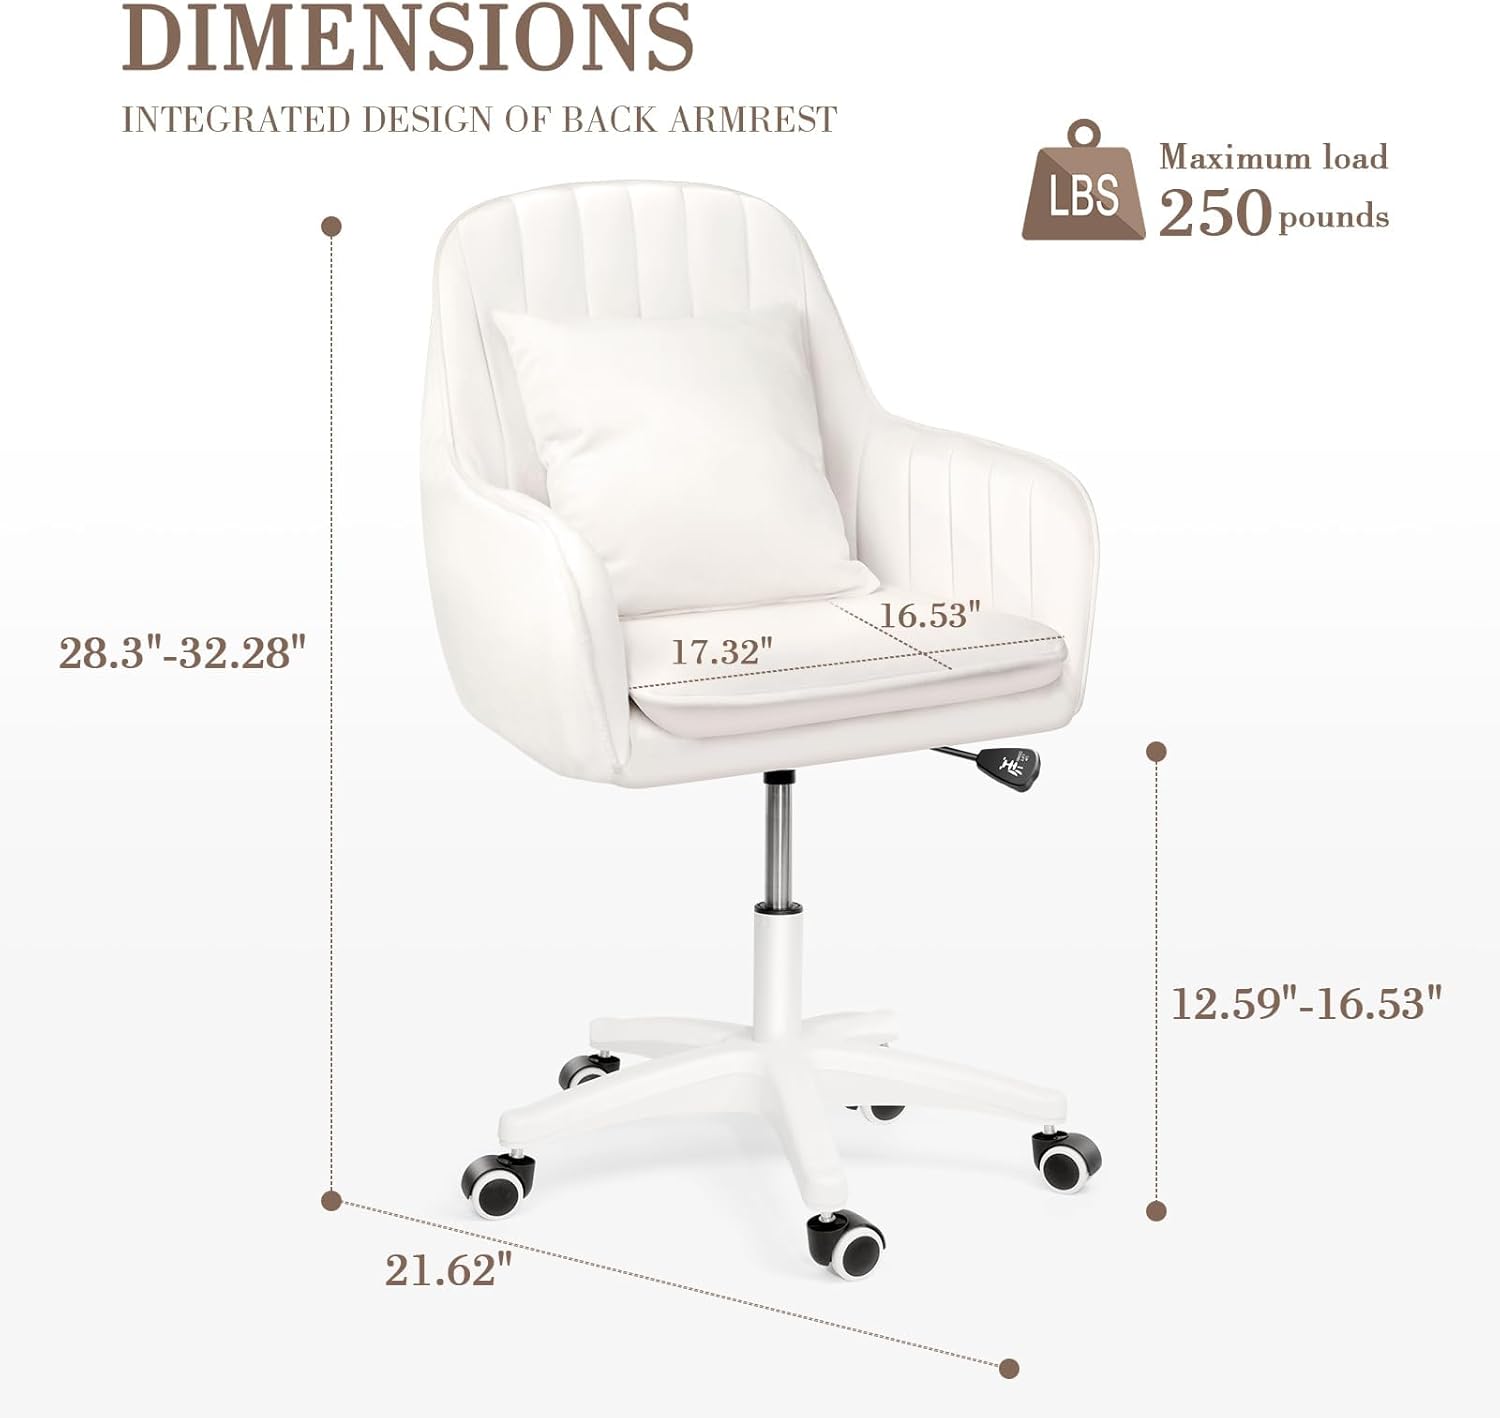 DIMENSIONS
INTEGRATED DESIGN OF BACK ARMREST
LBS
Maximum load
250 pounds
16.53"
17.32"
28.3"-32.28"
12.59"-16.53"
21.62"